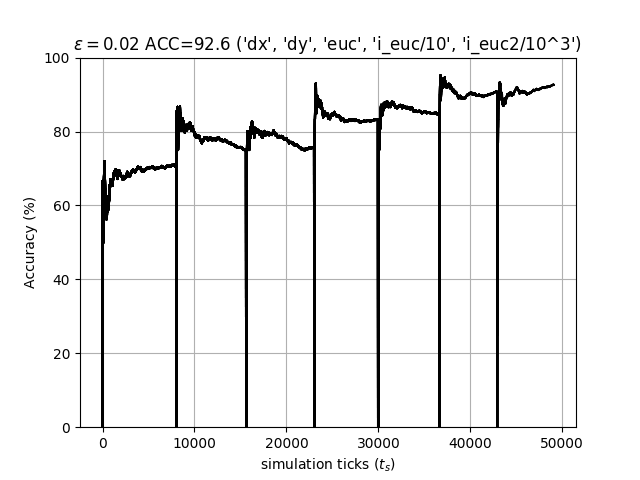 ε = 0.02 ACC=92.6 ('dx', 'dy', 'euc', 'i_euc/10', 'i_euc2/10^3')
100
80
60
40
20
0
Accuracy (%)
0 10000 20000 30000 40000 50000
simulation ticks (t_s)